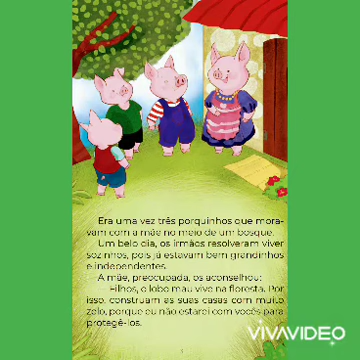 Era uma vez três porquinhos que mora-
vam com a mãe no meio de um bosque.
Um belo dia, os irmãos resolveram viver
sozinhos, pois já estavam bem grandinhos
e independentes.
A mãe, preocupada, os aconselhou:
– Filhos, o lobo mau vive na floresta. Por
isso, construam as suas casas com muito
zelo, porque eu não estarei com vocês para
protegê-los.
VIVAVIDEO